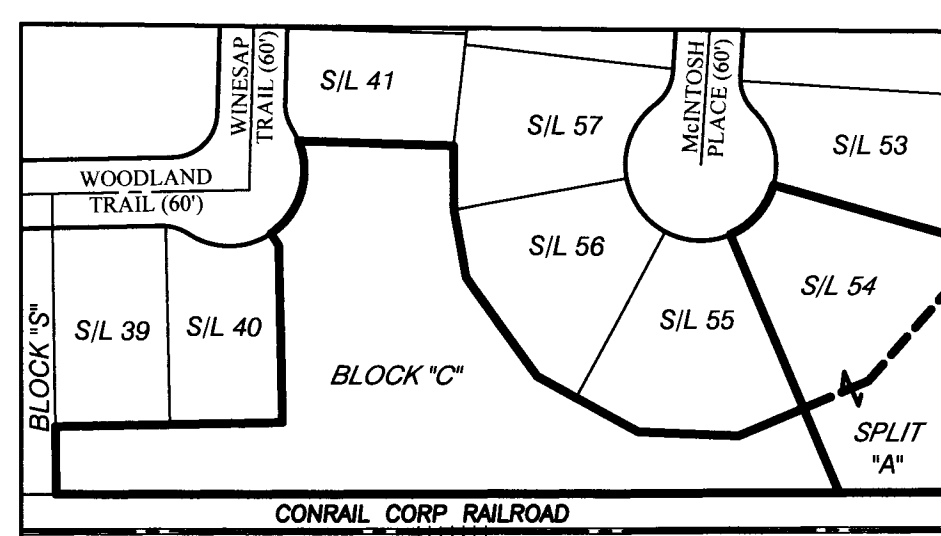 WINESAP
TRAIL (60')
S/L 41
S/L 57
McINTOSH
PLACE (60')
S/L 53
WOODLAND
TRAIL (60')
S/L 56
S/L 54
BLOCK "S"
S/L 39
S/L 40
S/L 55
BLOCK "C"
SPLIT
"A"
CONRAIL CORP RAILROAD